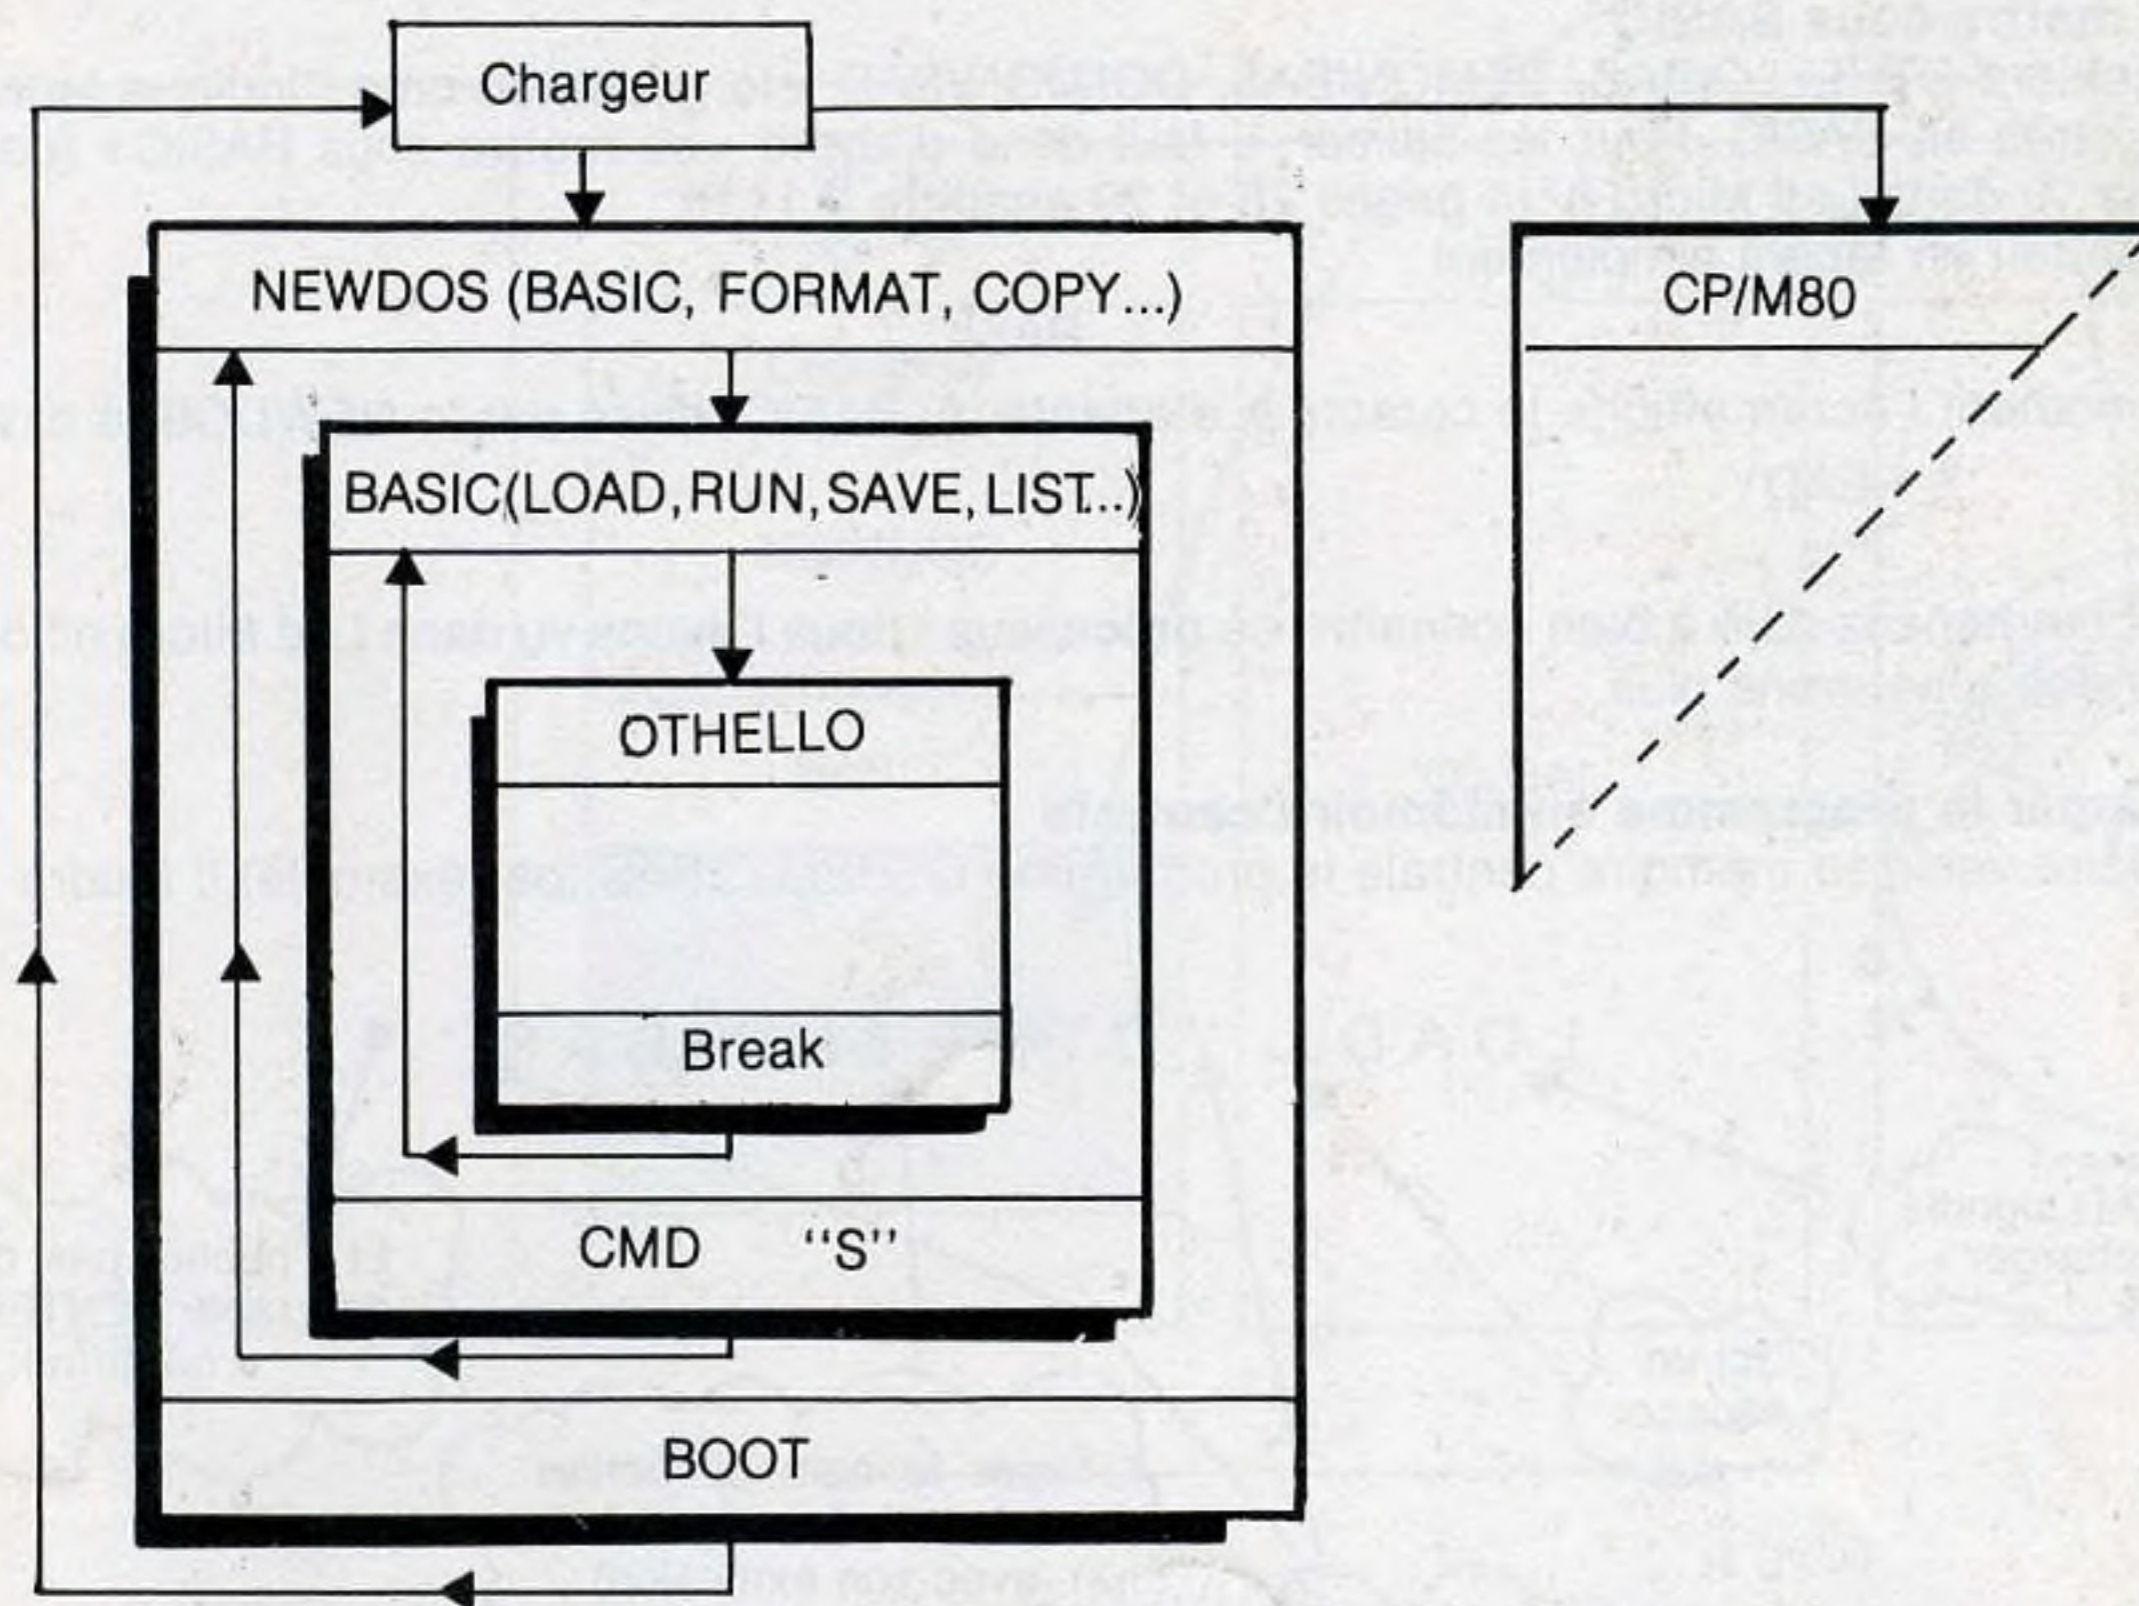 Chargeur
NEWDOS (BASIC, FORMAT, COPY...)
CP/M80
BASIC(LOAD, RUN, SAVE, LIST...)
OTHELLO
Break
CMD "S"
BOOT